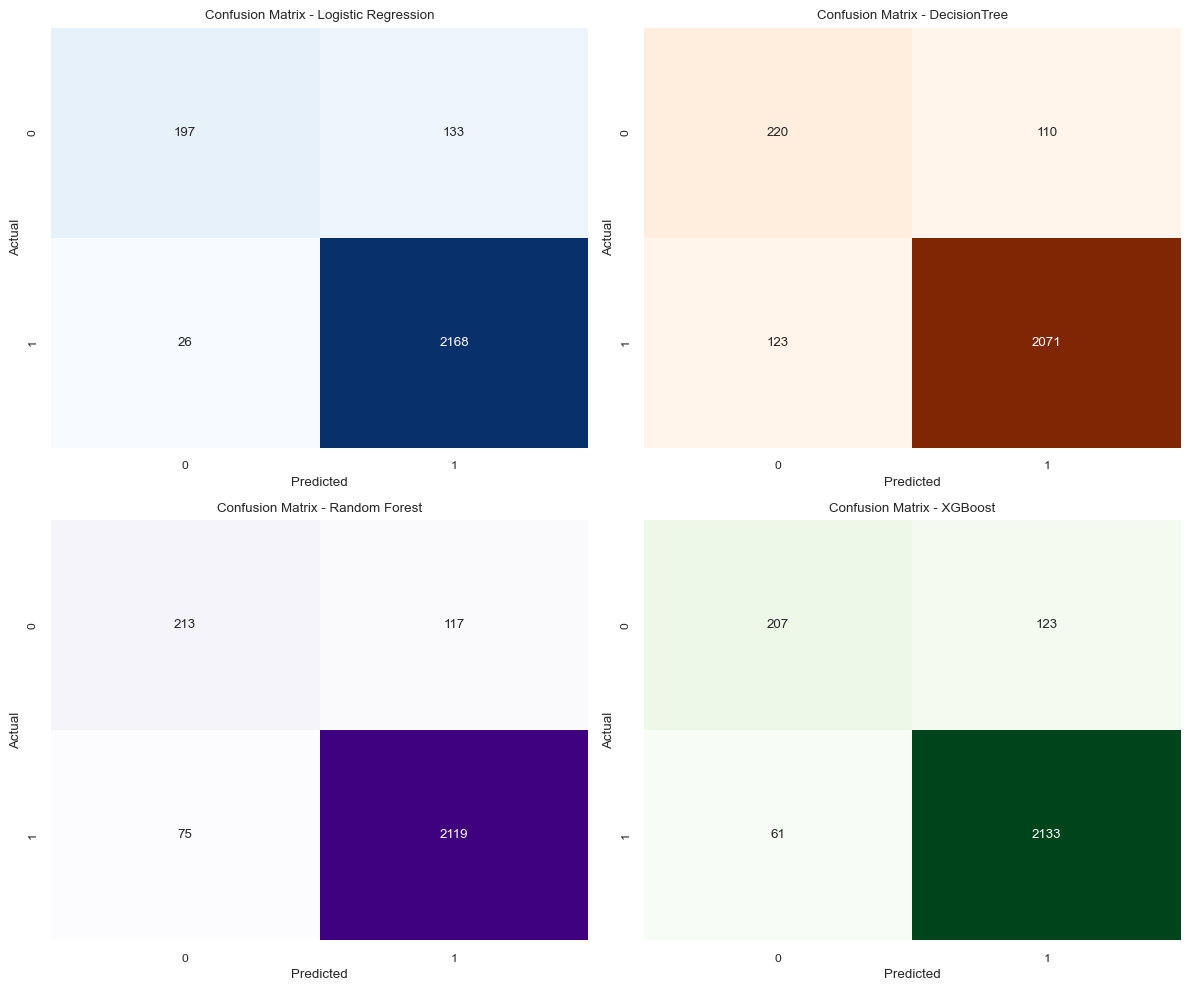 Confusion Matrix - Logistic Regression
0
197
133
Actual
1
26
2168
0
1
Predicted
Confusion Matrix - DecisionTree
0
220
110
Actual
1
123
2071
0
1
Predicted
Confusion Matrix - Random Forest
0
213
117
Actual
1
75
2119
0
1
Predicted
Confusion Matrix - XGBoost
0
207
123
Actual
1
61
2133
0
1
Predicted